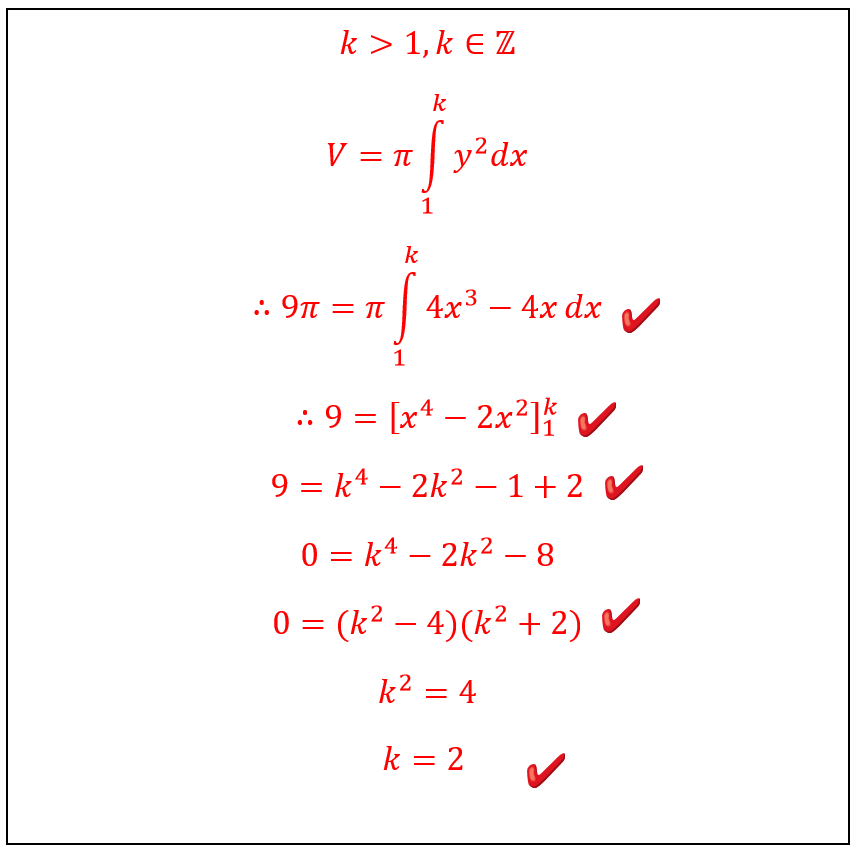 k > 1, k ∈ ℤ
V = π ∫₁ᵏ y² dx
∴ 9π = π ∫₁ᵏ 4x³ − 4x dx ✔
∴ 9 = [x⁴ − 2x²]₁ᵏ ✔
9 = k⁴ − 2k² − 1 + 2 ✔
0 = k⁴ − 2k² − 8
0 = (k² − 4)(k² + 2) ✔
k² = 4
k = 2 ✔